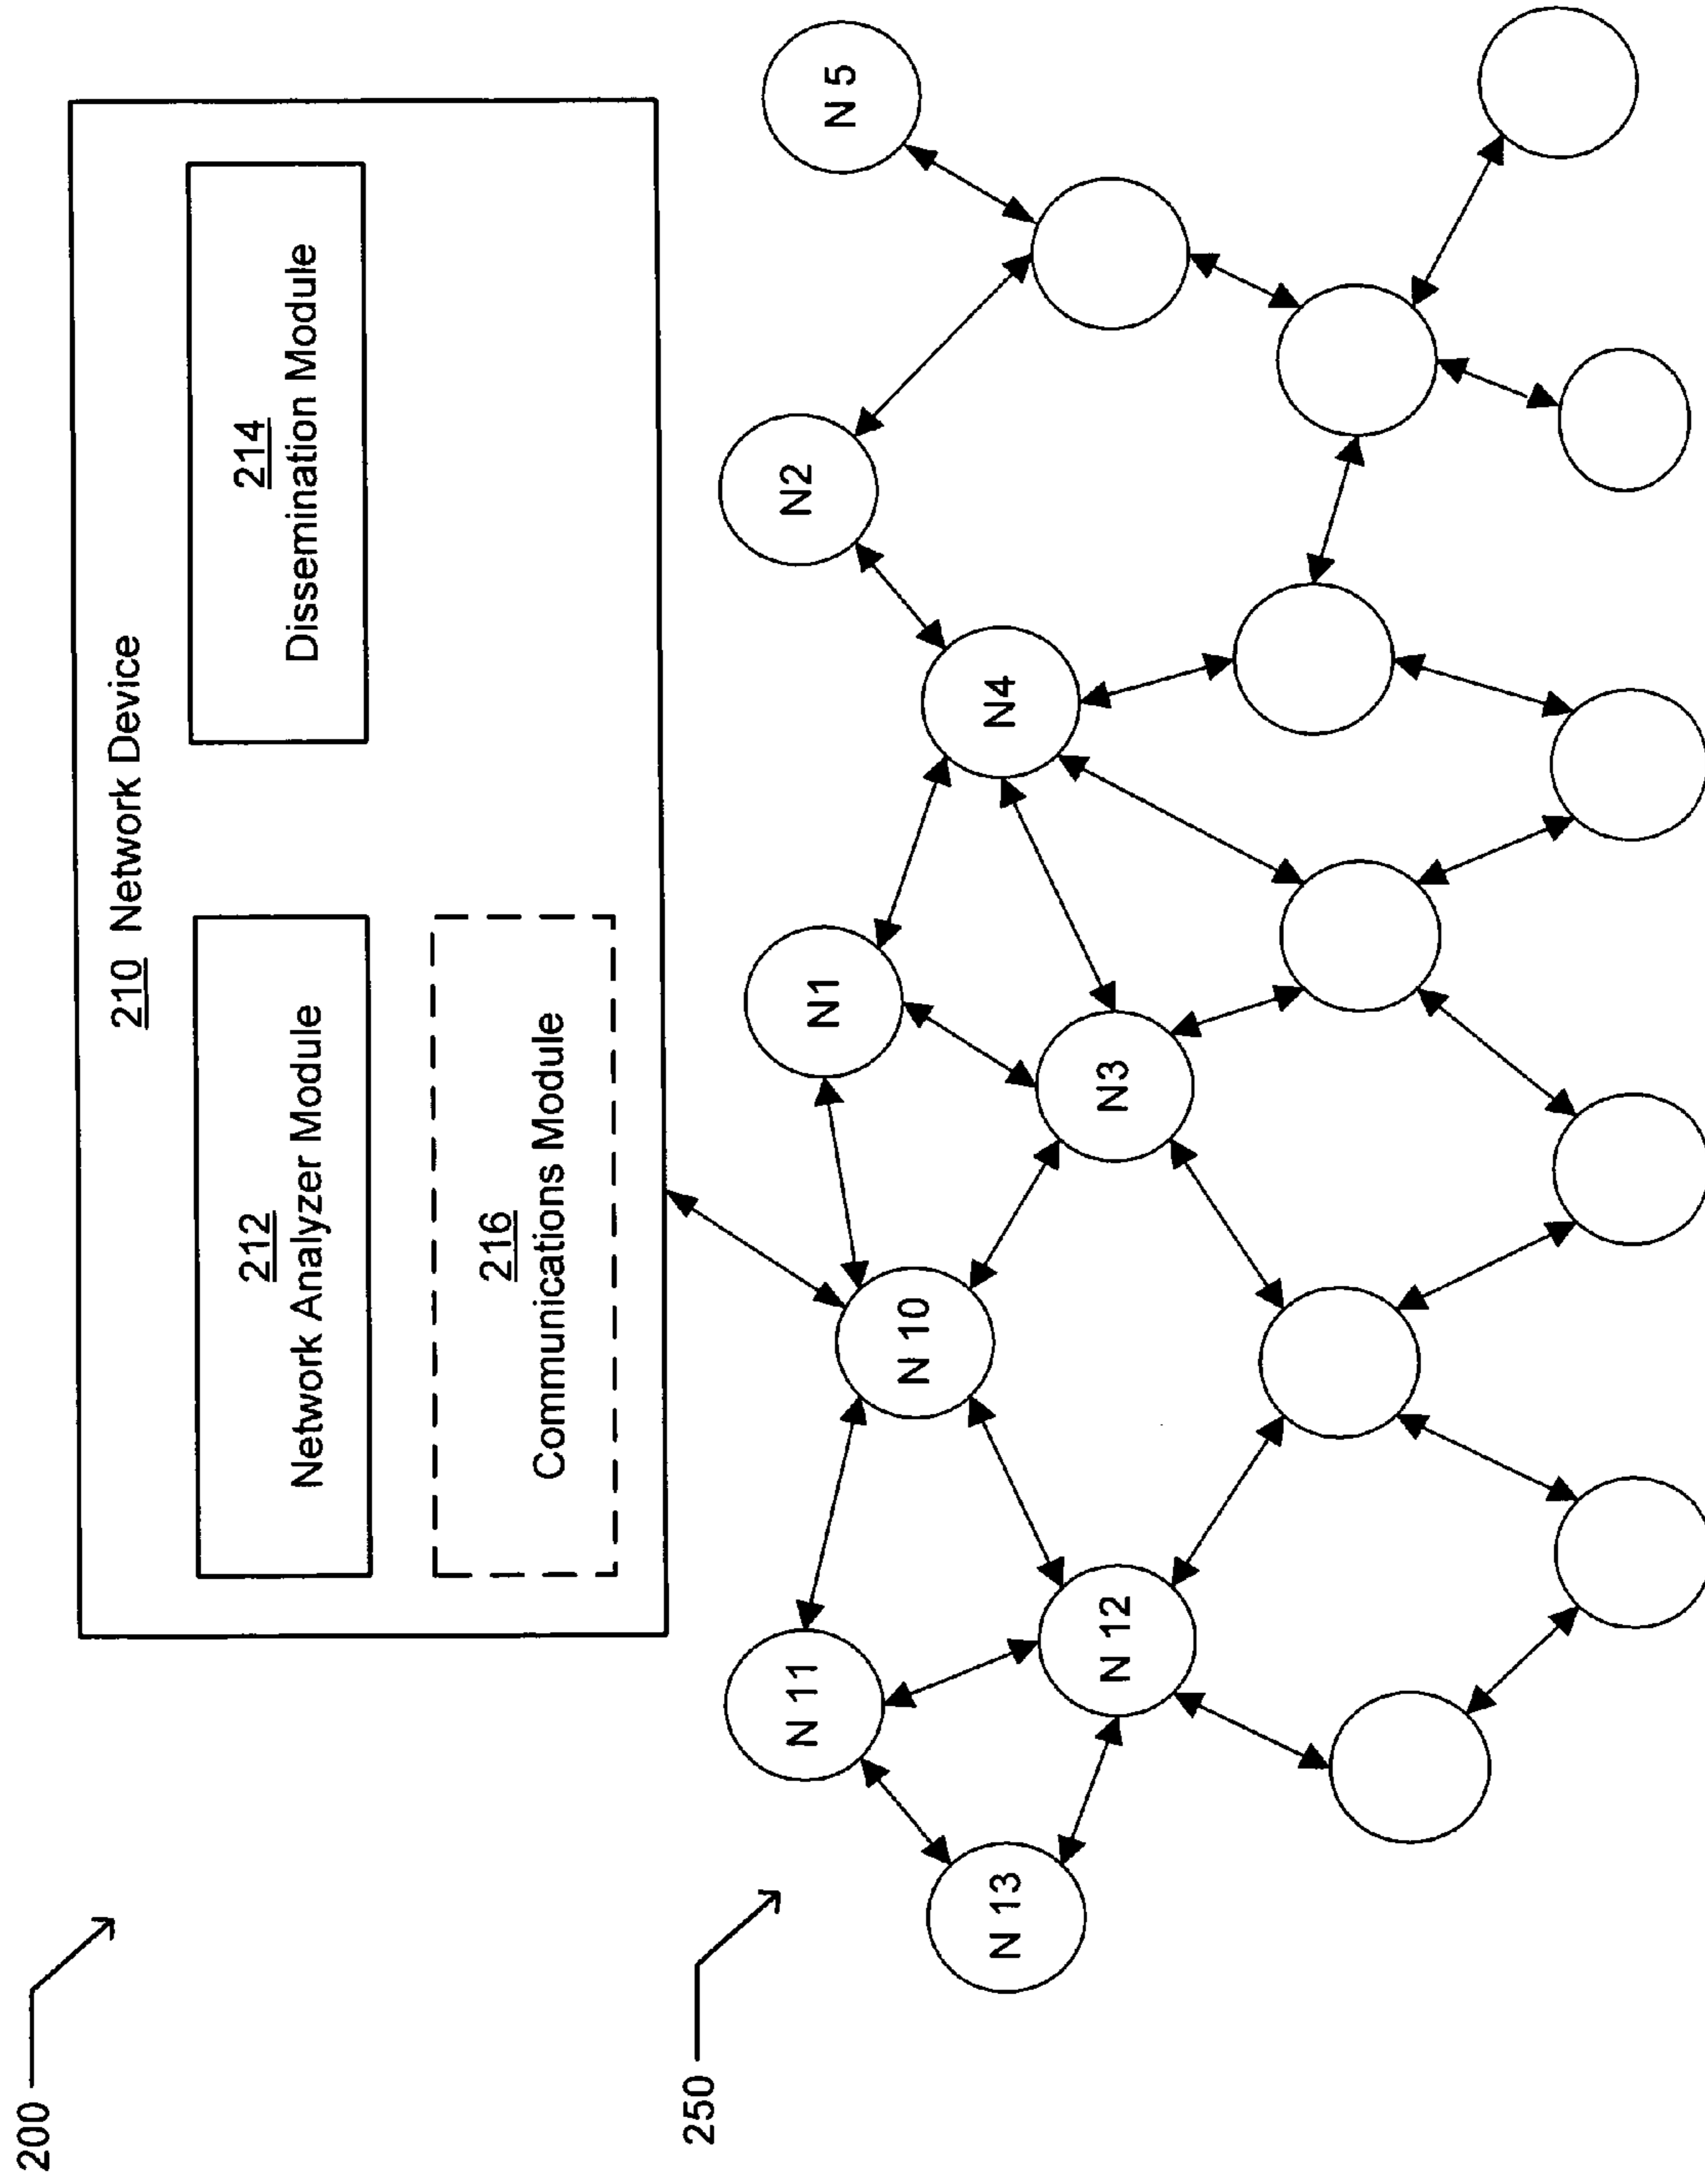 200
210 Network Device
212
Network Analyzer Module
214
Dissemination Module
216
Communications Module
250
N 13
N 11
N 12
N 10
N1
N3
N4
N2
N 5